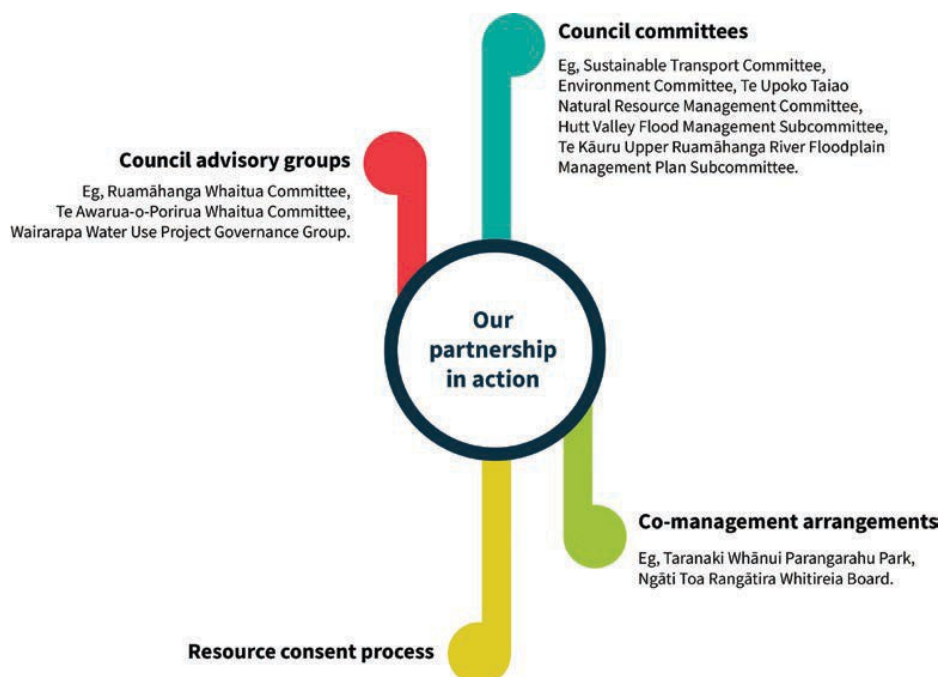 Council committees
Eg, Sustainable Transport Committee,
Environment Committee, Te Upoko Taiao
Natural Resource Management Committee,
Hutt Valley Flood Management Subcommittee,
Te Kāuru Upper Ruamāhanga River Floodplain
Management Plan Subcommittee.
Council advisory groups
Eg, Ruamāhanga Whaitua Committee,
Te Awarua-o-Porirua Whaitua Committee,
Wairarapa Water Use Project Governance Group.
Our
partnership
in action
Co-management arrangements
Eg, Taranaki Whānui Parangarahu Park,
Ngāti Toa Rangātira Whitireia Board.
Resource consent process